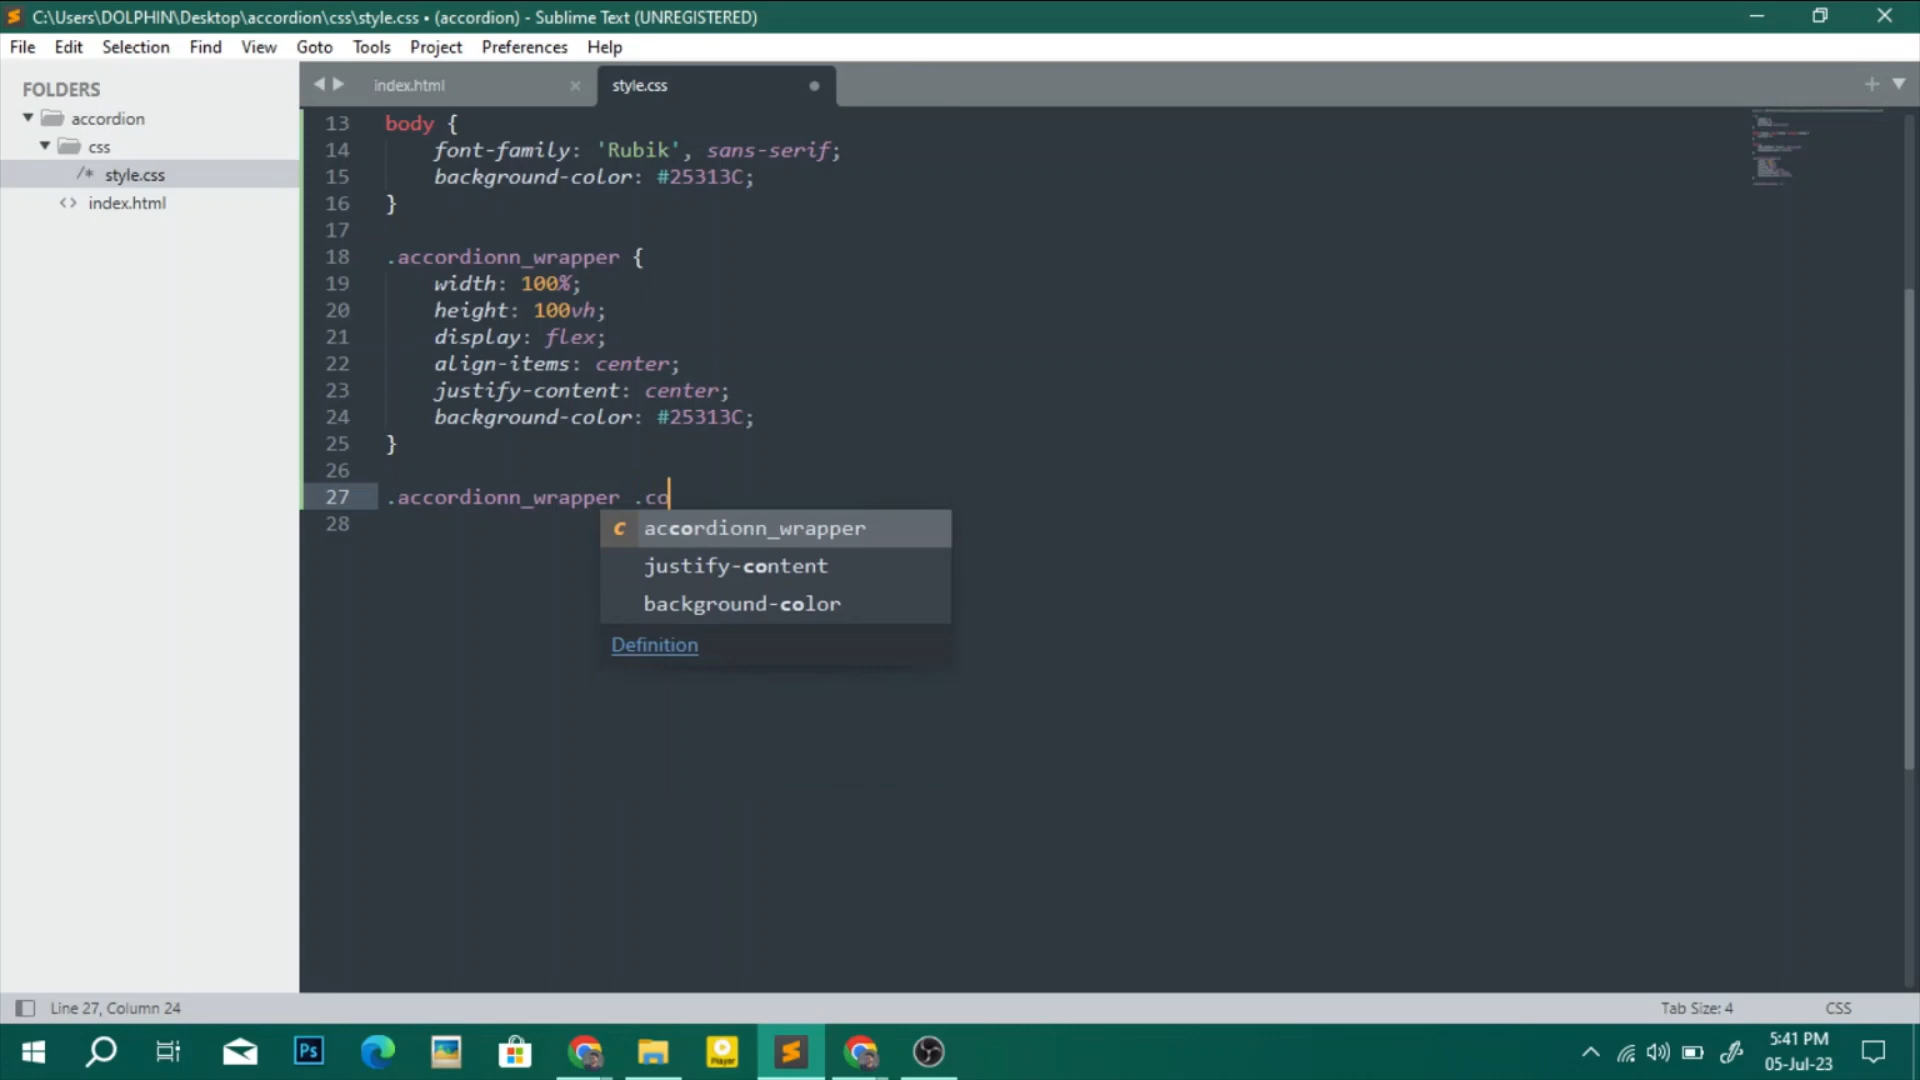 C:\Users\DOLPHIN\Desktop\accordion\css\style.css • (accordion) - Sublime Text (UNREGISTERED)
File Edit Selection Find View Goto Tools Project Preferences Help
FOLDERS
accordion
css
/* style.css
<> index.html
index.html × style.css
13 body {
14 font-family: 'Rubik', sans-serif;
15 background-color: #25313C;
16 }
17
18 .accordionn_wrapper {
19 width: 100%;
20 height: 100vh;
21 display: flex;
22 align-items: center;
23 justify-content: center;
24 background-color: #25313C;
25 }
26
27 .accordionn_wrapper .co
28
c accordionn_wrapper
justify-content
background-color
Definition
Line 27, Column 24
Tab Size: 4
CSS
Ps
Player
5:41 PM
05-Jul-23